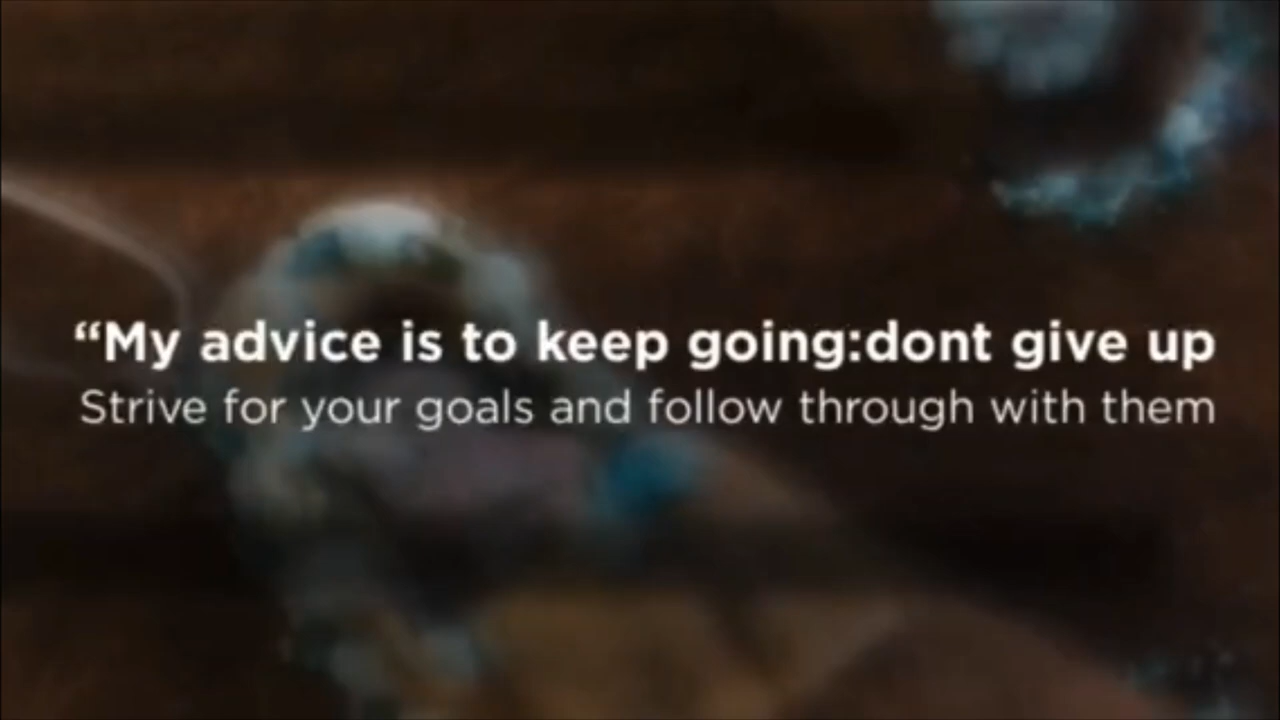 “My advice is to keep going:dont give up
Strive for your goals and follow through with them